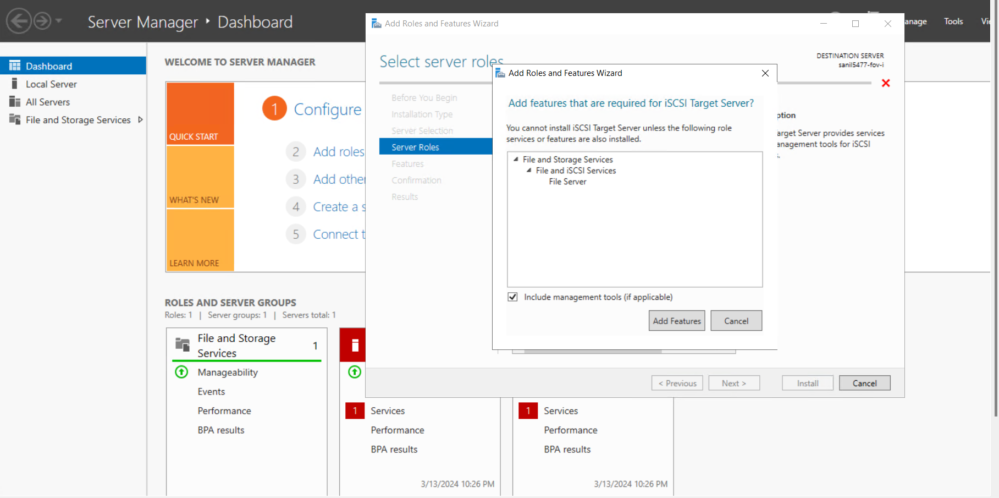 Server Manager ‣ Dashboard
Tools
Dashboard
Local Server
All Servers
File and Storage Services
WELCOME TO SERVER MANAGER
QUICK START
WHAT'S NEW
LEARN MORE
1 Configure
2 Add roles
3 Add other
4 Create a s
5 Connect t
ROLES AND SERVER GROUPS
Roles: 1 | Server groups: 1 | Servers total: 1
File and Storage
Services
1
Manageability
Events
Performance
BPA results
1 Services
Performance
BPA results
3/13/2024 10:26 PM
1 Services
Performance
BPA results
3/13/2024 10:26 PM
Add Roles and Features Wizard
Select server roles
DESTINATION SERVER
sanil5477-fov-i
Before You Begin
Installation Type
Server Selection
Server Roles
Features
Confirmation
Results
ption
arget Server provides services
anagement tools for iSCSI
< Previous
Next >
Install
Cancel
Add Roles and Features Wizard
Add features that are required for iSCSI Target Server?
You cannot install iSCSI Target Server unless the following role
services or features are also installed.
File and Storage Services
File and iSCSI Services
File Server
Include management tools (if applicable)
Add Features
Cancel